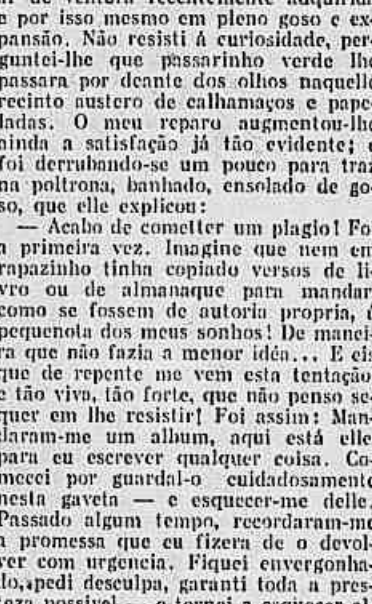 de ventura recentemente
e por isso mesmo em pleno goso e ex-
pansão. Não resisti á curiosidade, per-
guntei-lhe que passarinho verde lhe
passara por deante dos olhos naquelle
recinto austero de calhamaços e pape-
ladas. O meu reparo augmentou-lhe
ainda a satisfação já tão evidente; e
foi derrubando-se um pouco para traz
na poltrona, banhado, ensolado de go-
so, que elle explicou:
— Acabo de cometter um plagio! Foi
a primeira vez. Imagine que nem em
rapazinho tinha copiado versos de li-
vro ou de almanaque para mandar,
como se fossem de autoria propria, á
pequenota dos meus sonhos! De manei-
ra que não fazia a menor idéa... E eis
que de repente me vem esta tentação,
e tão viva, tão forte, que não penso se-
quer em lhe resistir! Foi assim: Man-
daram-me um album, aqui está elle,
para eu escrever qualquer coisa. Co-
mecei por guardal-o cuidadosamente
nesta gaveta — e esquecer-me delle.
Passado algum tempo, recordaram-me
a promessa que eu fizera de o devol-
ver com urgencia. Fiquei envergonha-
do, pedi desculpa, garanti toda a pres-
teza possivel... e tornei a